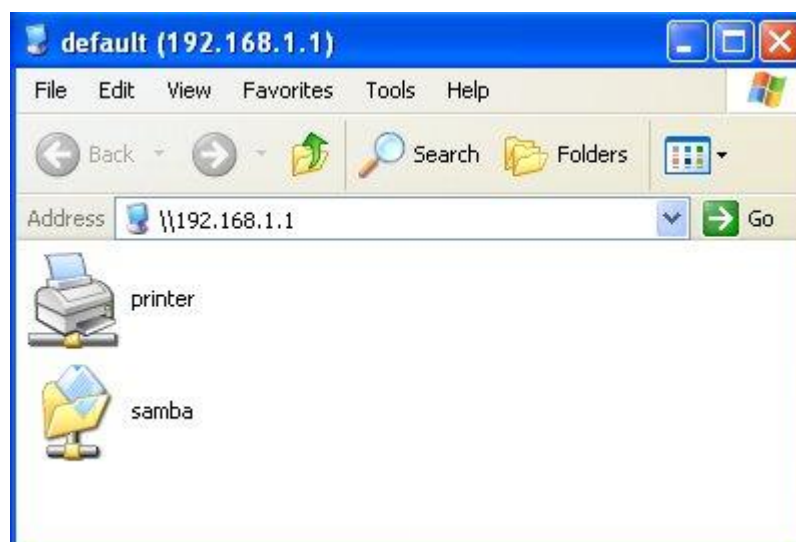 default (192.168.1.1)
File Edit View Favorites Tools Help
Back Search Folders
Address \\192.168.1.1 Go
printer
samba